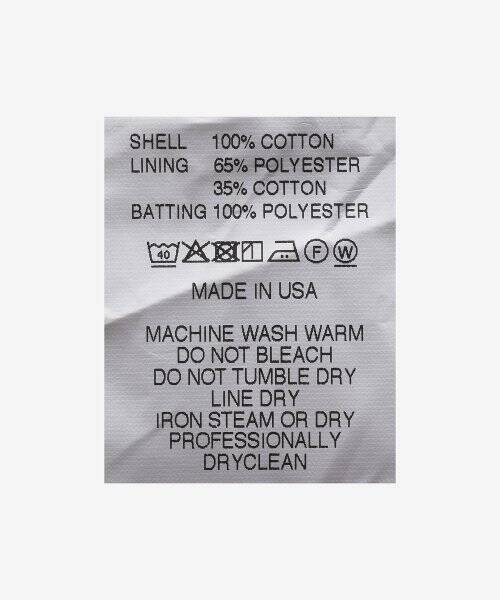 SHELL 100% COTTON
LINING 65% POLYESTER
35% COTTON
BATTING 100% POLYESTER
40 F W
MADE IN USA
MACHINE WASH WARM
DO NOT BLEACH
DO NOT TUMBLE DRY
LINE DRY
IRON STEAM OR DRY
PROFESSIONALLY
DRYCLEAN